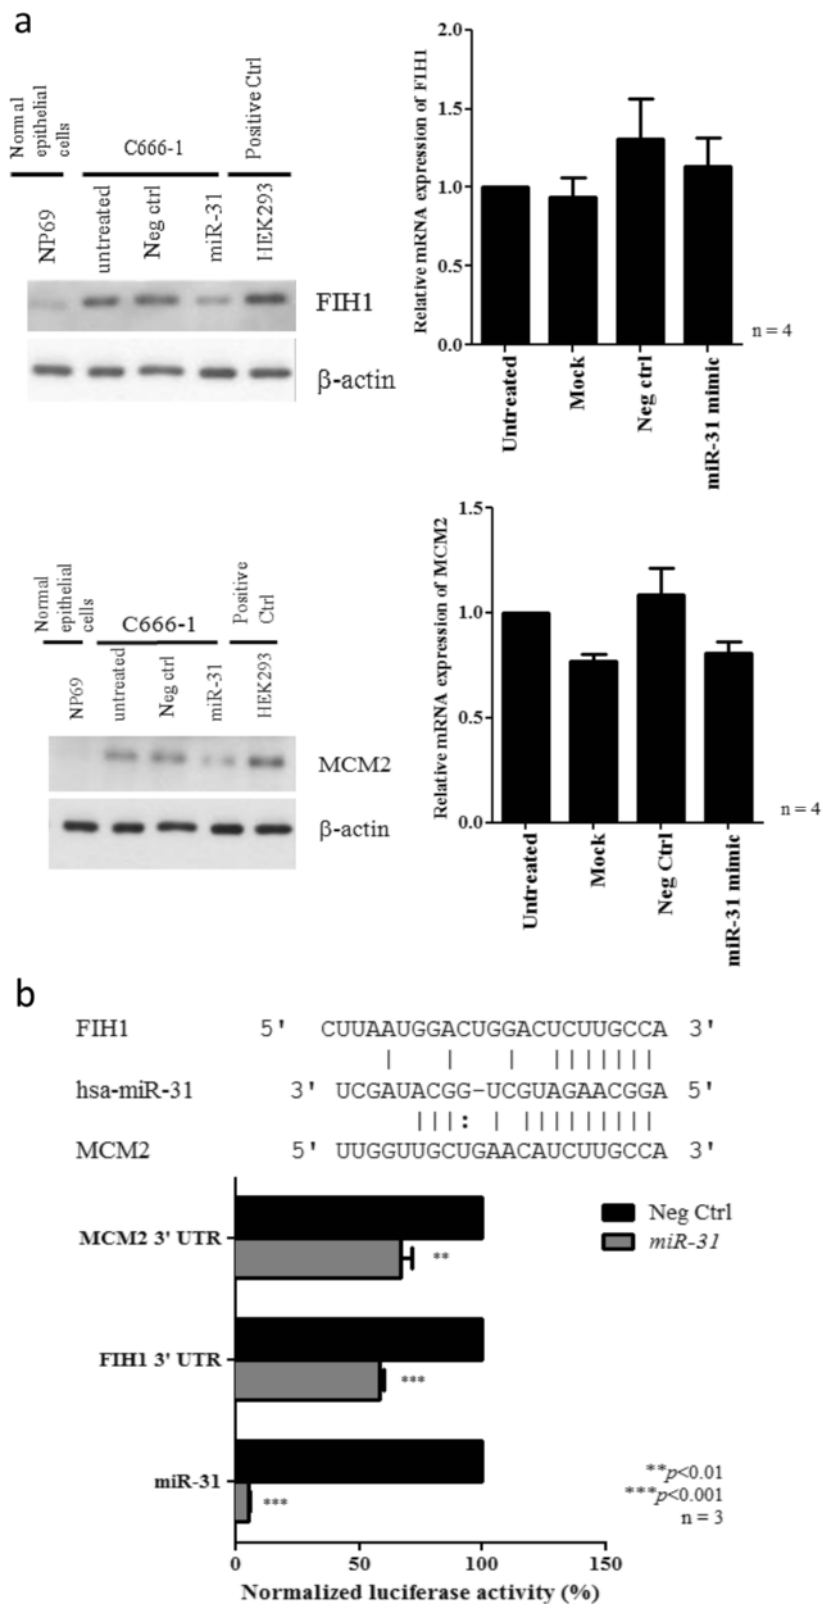 a
Normal
epithelial
cells
C666-1
Positive Ctrl
NP69
untreated
Neg ctrl
miR-31
HEK293
FIH1
β-actin
Relative mRNA expression of FIH1
2.0
1.5
1.0
0.5
0.0
Untreated
Mock
Neg ctrl
miR-31 mimic
n = 4
Normal
epithelial
cells
C666-1
Positive
Ctrl
NP69
untreated
Neg ctrl
miR-31
HEK293
MCM2
β-actin
Relative mRNA expression of MCM2
1.5
1.0
0.5
0.0
Untreated
Mock
Neg Ctrl
miR-31 mimic
n = 4
b
FIH1 5' CUUAAUGGACUGGACUCUUGCCA 3'
hsa-miR-31 3' UCGAUACGG-UCGUAGAACGGA 5'
MCM2 5' UUGGUUGCUGAACAUCUUGCCA 3'
Neg Ctrl
miR-31
MCM2 3' UTR
**
FIH1 3' UTR
***
miR-31
***
**p<0.01
***p<0.001
n = 3
0 50 100 150
Normalized luciferase activity (%)